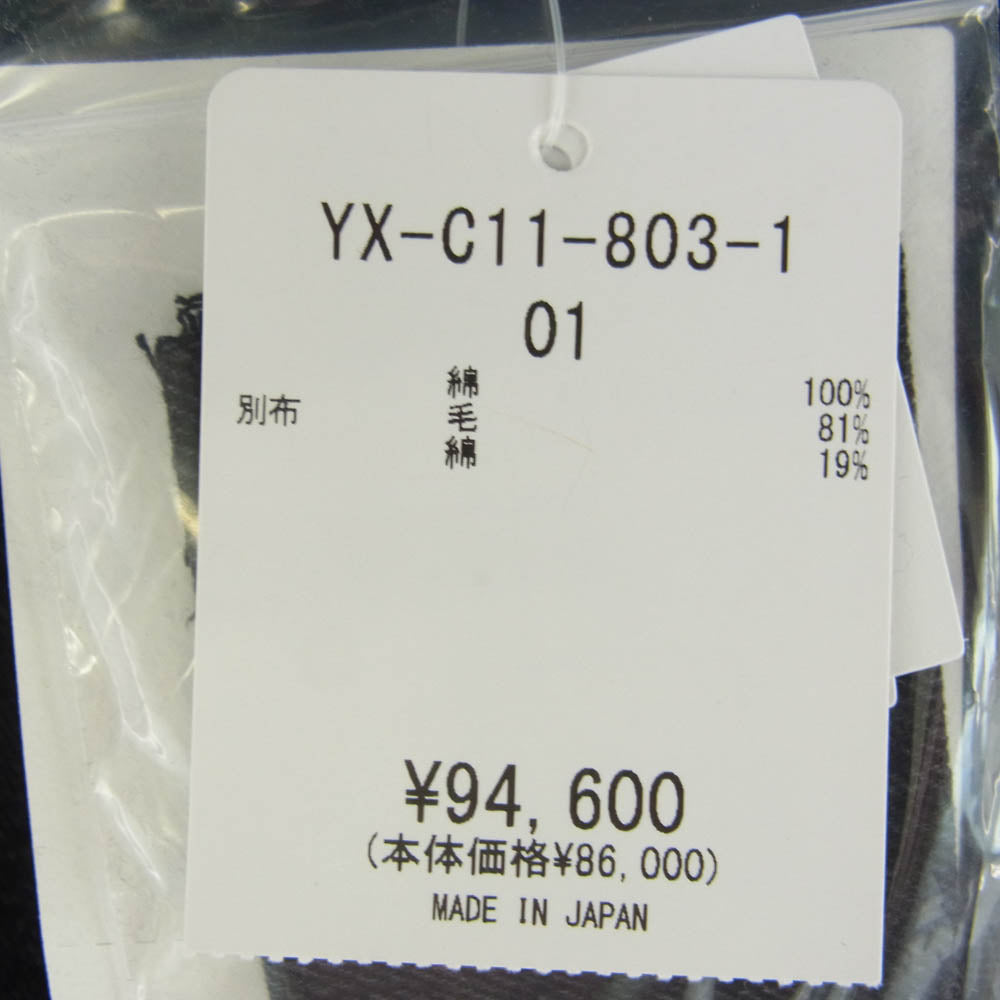 YX-C11-803-1
01
綿 100%
別布 毛 81%
綿 19%
¥94,600
(本体価格¥86,000)
MADE IN JAPAN